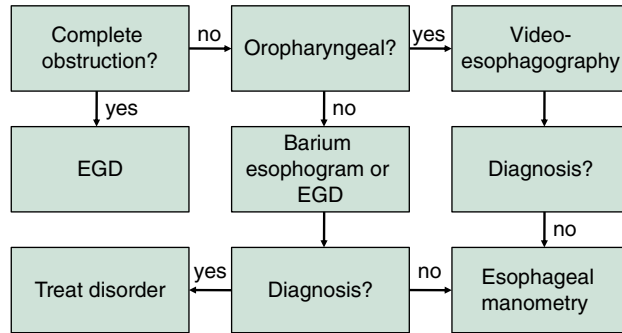 Complete
obstruction?
no
Oropharyngeal?
yes
Video-
esophagography
yes
no
EGD
Barium
esophogram or
EGD
Diagnosis?
no
Treat disorder
yes
Diagnosis?
no
Esophageal
manometry